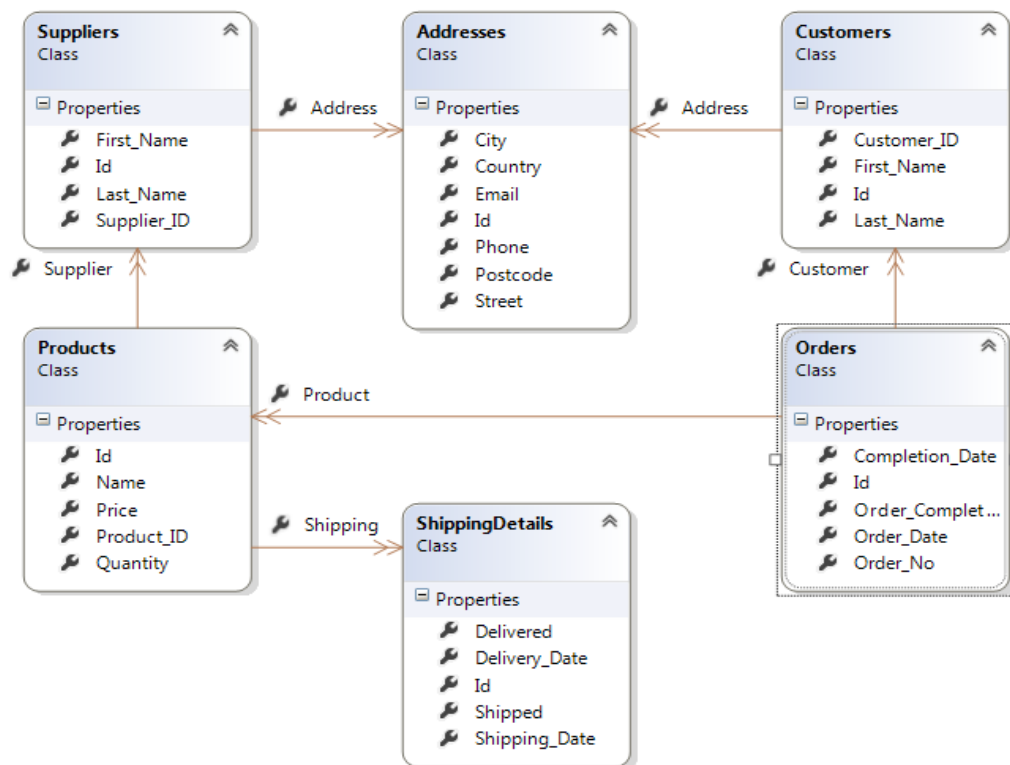 Suppliers
Class
Properties
First_Name
Id
Last_Name
Supplier_ID
Address
Addresses
Class
Properties
City
Country
Email
Id
Phone
Postcode
Street
Address
Customers
Class
Properties
Customer_ID
First_Name
Id
Last_Name
Supplier
Customer
Products
Class
Properties
Id
Name
Price
Product_ID
Quantity
Product
Orders
Class
Properties
Completion_Date
Id
Order_Complet...
Order_Date
Order_No
Shipping
ShippingDetails
Class
Properties
Delivered
Delivery_Date
Id
Shipped
Shipping_Date